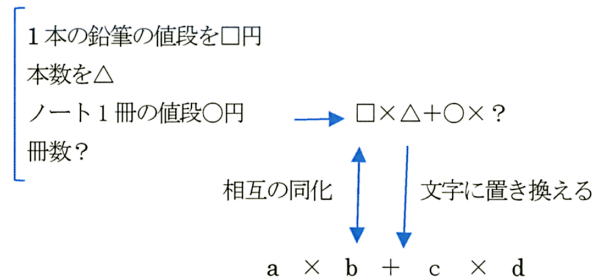 1本の鉛筆の値段を□円
本数を△
ノート1冊の値段○円
冊数?
□×△+○×?
相互の同化
文字に置き換える
a × b + c × d